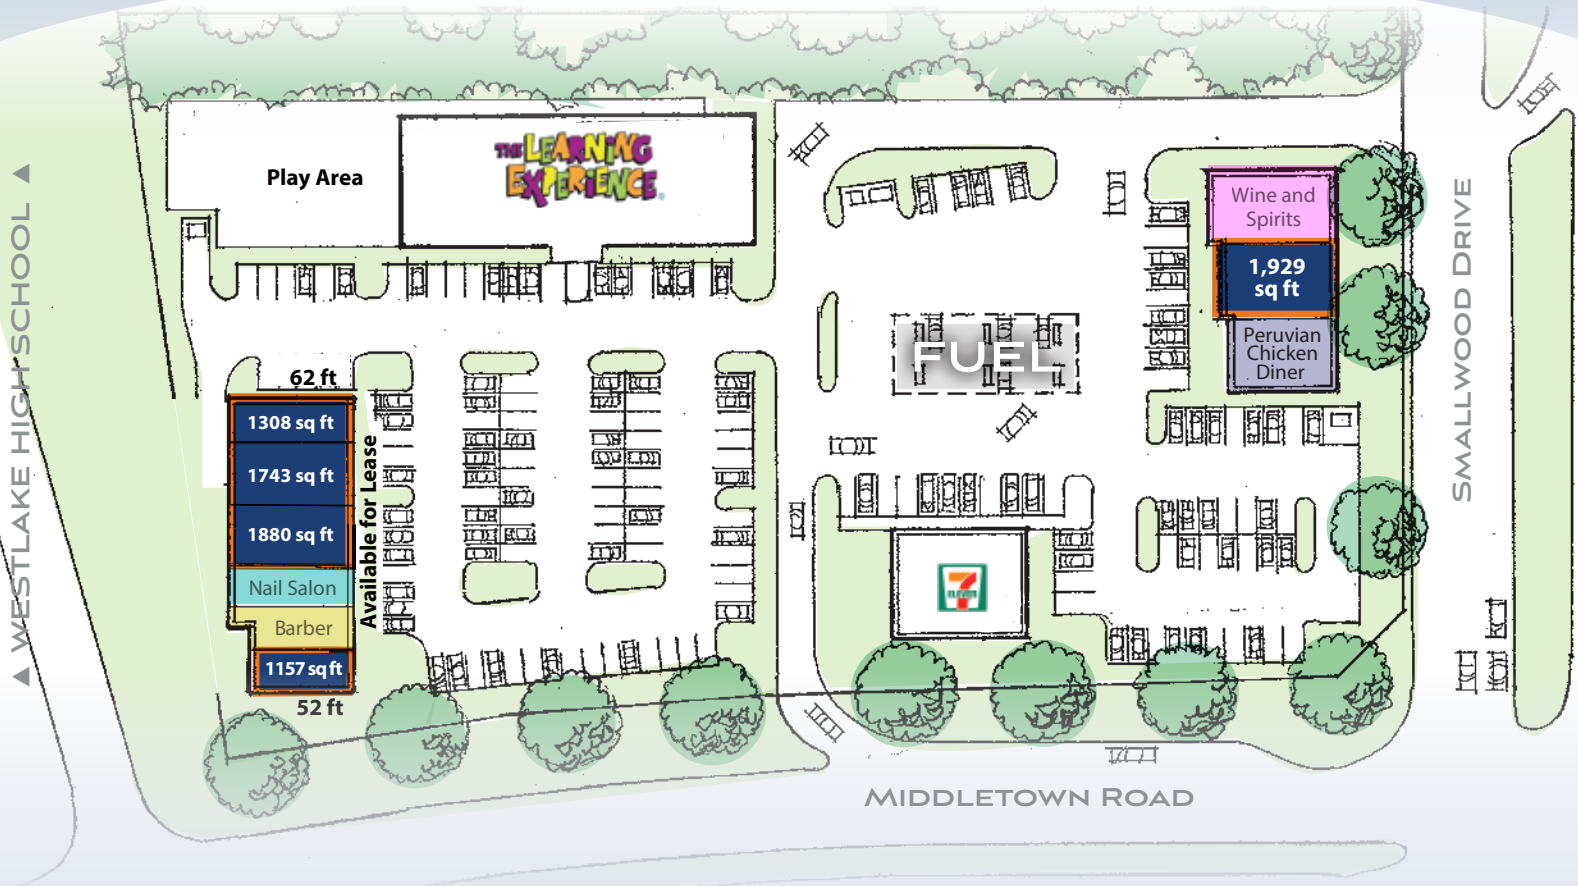 Play Area
THE LEARNING
EXPERIENCE®
Wine and
Spirits
1,929
sq ft
Peruvian
Chicken
Diner
FUEL
62 ft
1308 sq ft
1743 sq ft
1880 sq ft
Nail Salon
Barber
1157 sq ft
52 ft
Available for Lease
7
ELEVEN
WESTLAKE HIGH SCHOOL
SMALLWOOD DRIVE
MIDDLETOWN ROAD